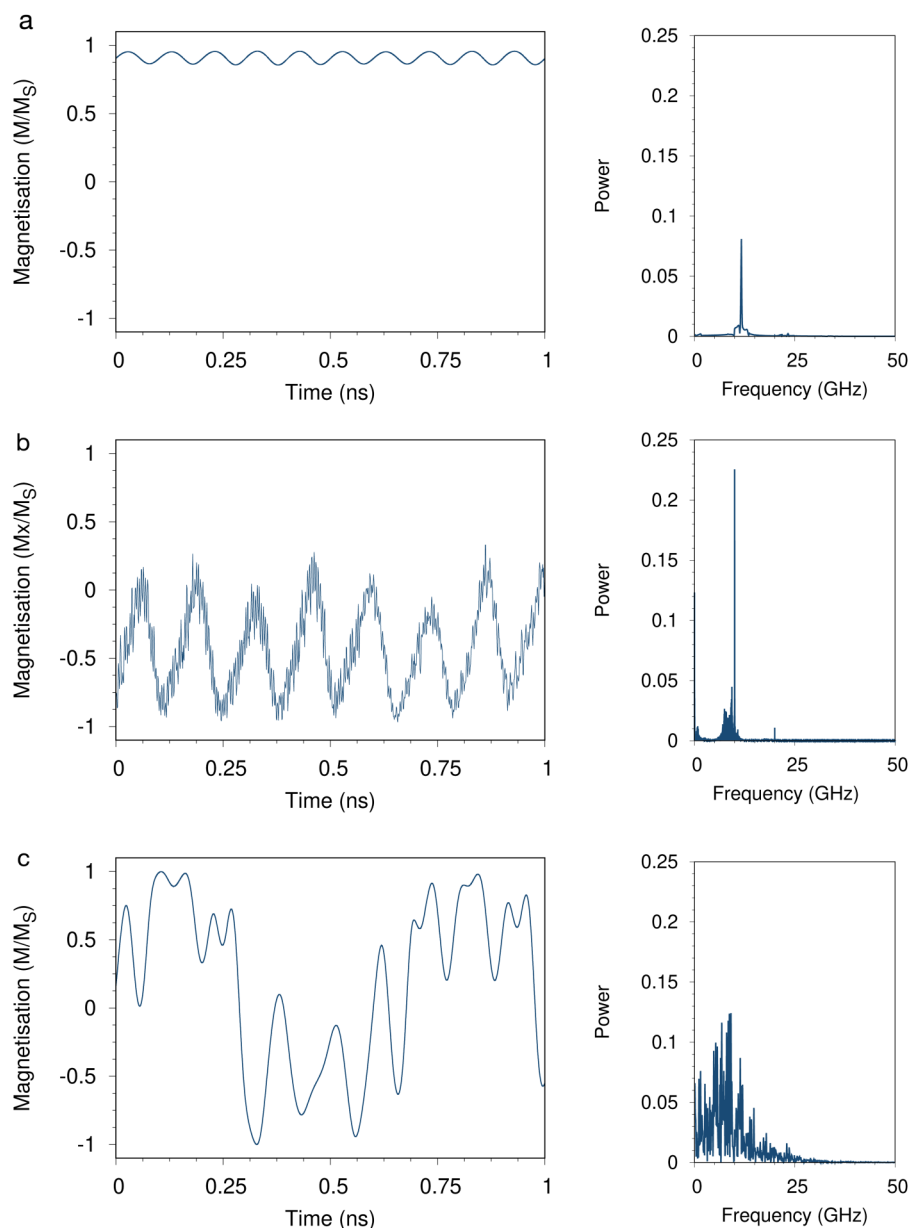 a
Magnetisation (M/M_S)
1
0.5
0
-0.5
-1
0 0.25 0.5 0.75 1
Time (ns)
Power
0.25
0.2
0.15
0.1
0.05
0
0 25 50
Frequency (GHz)
b
Magnetisation (Mx/M_S)
1
0.5
0
-0.5
-1
0 0.25 0.5 0.75 1
Time (ns)
Power
0.25
0.2
0.15
0.1
0.05
0
0 25 50
Frequency (GHz)
c
Magnetisation (M/M_S)
1
0.5
0
-0.5
-1
0 0.25 0.5 0.75 1
Time (ns)
Power
0.25
0.2
0.15
0.1
0.05
0
0 25 50
Frequency (GHz)